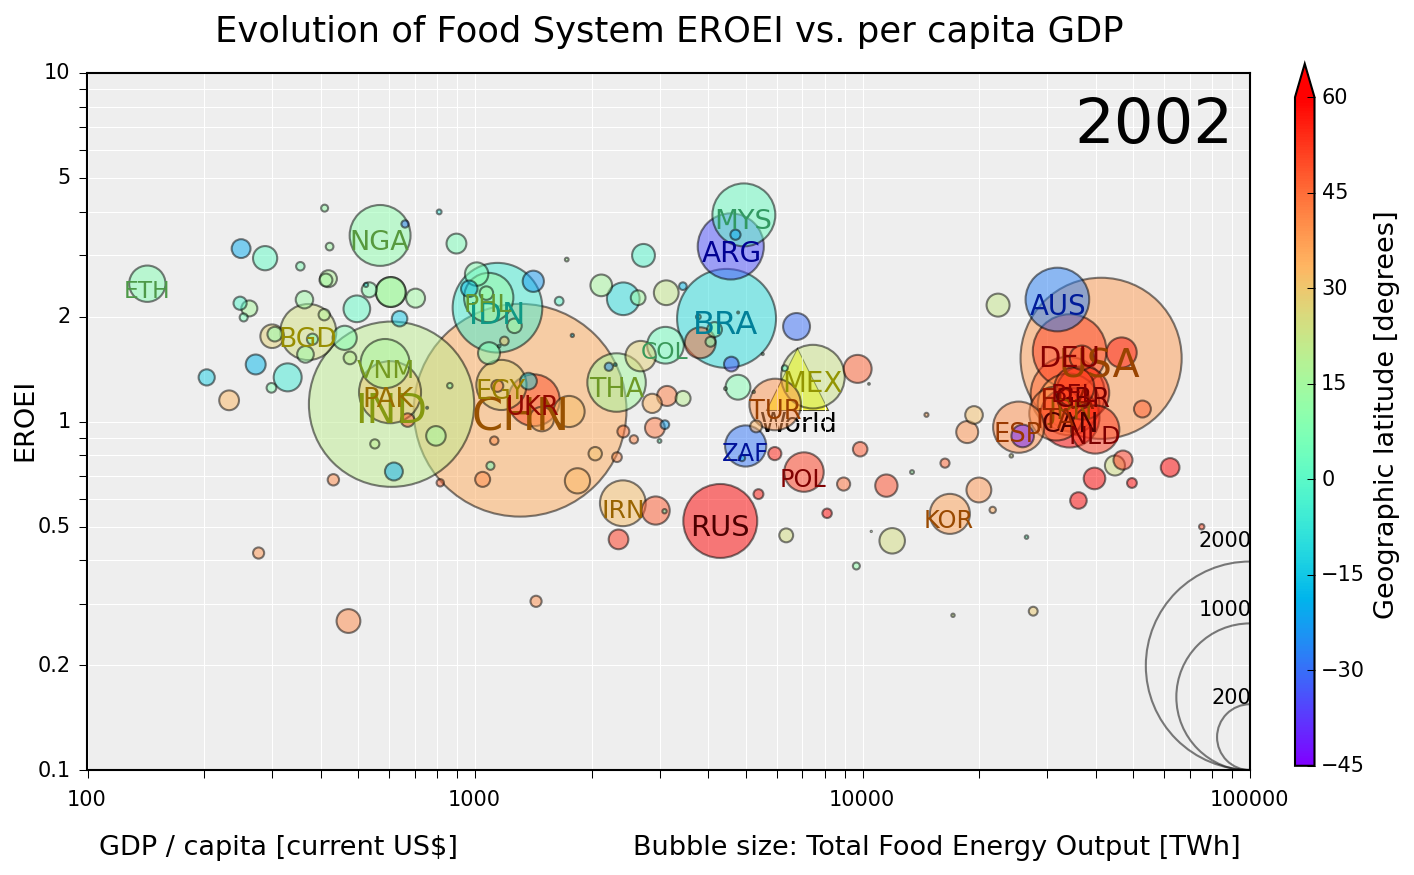 Evolution of Food System EROEI vs. per capita GDP
2002
10
5
2
1
0.5
0.2
0.1
EROEI
MYS
NGA
ARG
ETH
AUS
PHL
IDN
BRA
BGD
COL
DEU
USA
VNM
THA
MEX
PAK
EGY
IND
UKR
CHN
TUR
World
CAN
ESP
NLD
ZAF
POL
IRN
RUS
KOR
2000
1000
200
100
1000
10000
100000
GDP / capita [current US$]
Bubble size: Total Food Energy Output [TWh]
60
45
30
15
0
−15
−30
−45
Geographic latitude [degrees]